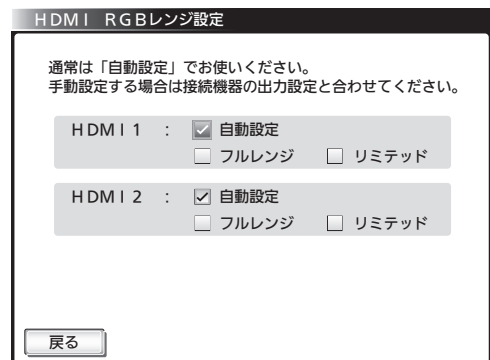 HDMI RGBレンジ設定
通常は「自動設定」でお使いください。
手動設定する場合は接続機器の出力設定と合わせてください。
HDMI1 : 自動設定
フルレンジ リミテッド
HDMI2 : 自動設定
フルレンジ リミテッド
戻る